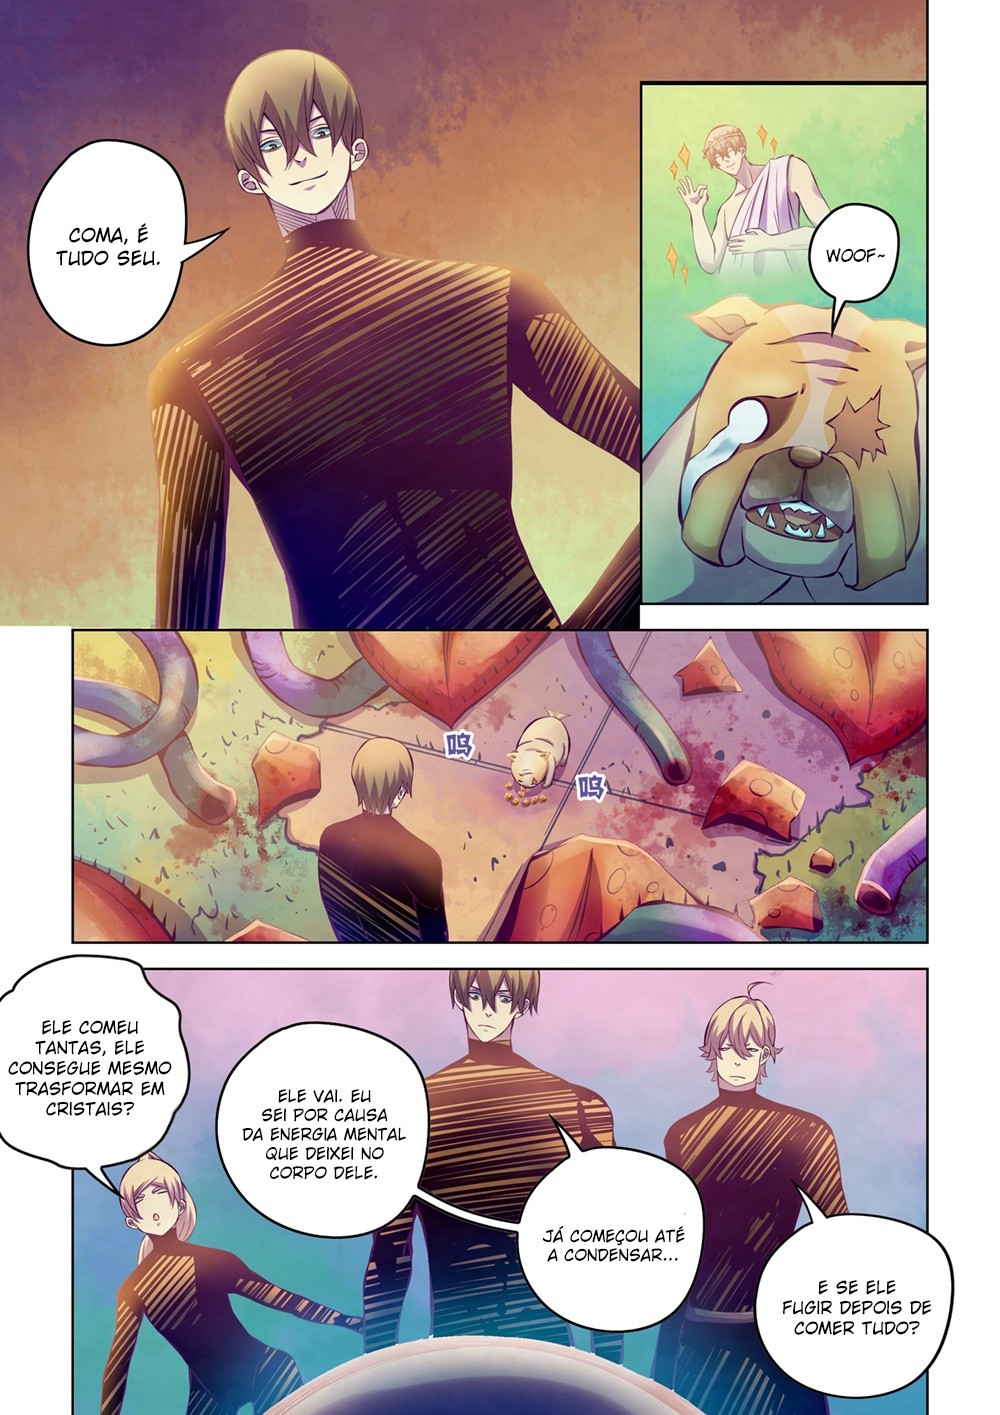 COMA, É
TUDO SEU.
WOOF~
呜
呜
ELE COMEU
TANTAS, ELE
CONSEGUE MESMO
TRASFORMAR EM
CRISTAIS?
ELE VAI. EU
SEI POR CAUSA
DA ENERGIA MENTAL
QUE DEIXEI NO
CORPO DELE.
JÁ COMEÇOU ATÉ
A CONDENSAR...
E SE ELE
FUGIR DEPOIS DE
COMER TUDO?